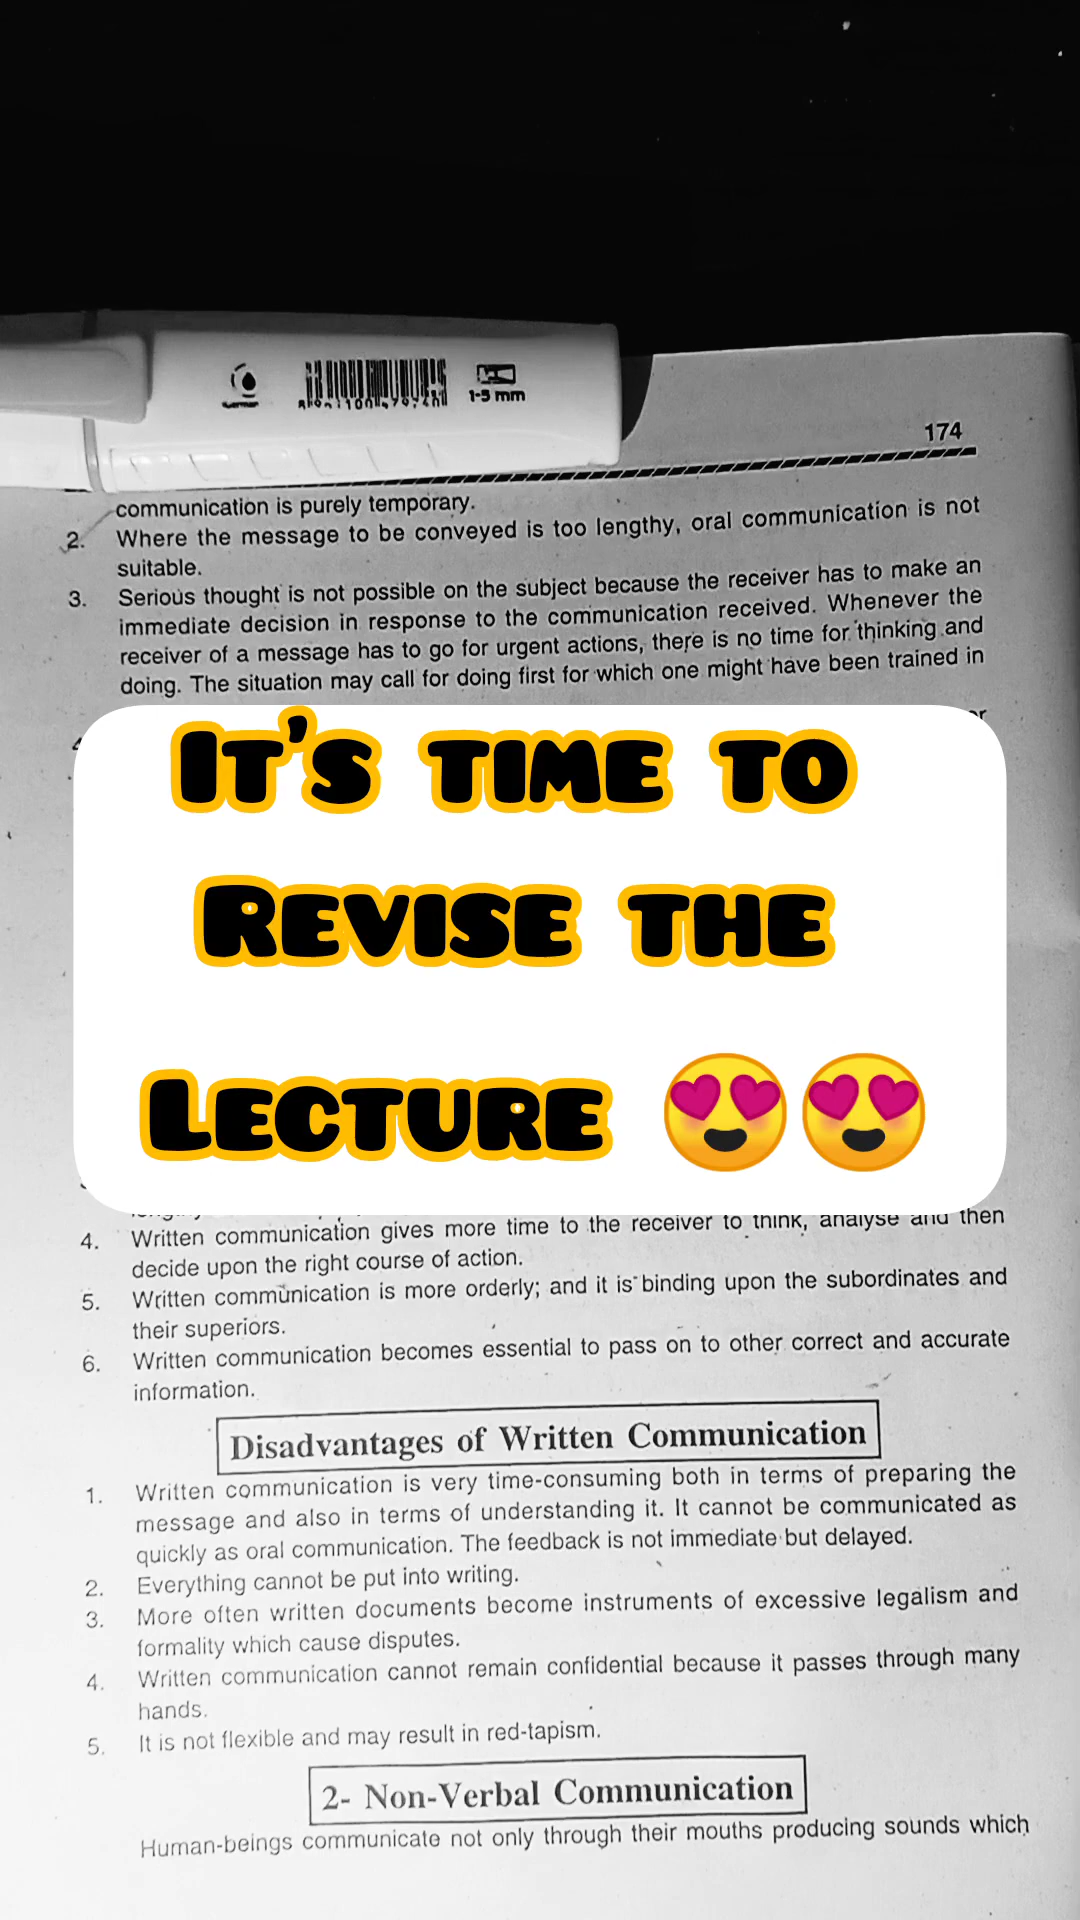 1-5 mm
174
communication is purely temporary.
2. Where the message to be conveyed is too lengthy, oral communication is not
suitable.
3. Serious thought is not possible on the subject because the receiver has to make an
immediate decision in response to the communication received. Whenever the
receiver of a message has to go for urgent actions, there is no time for thinking and
doing. The situation may call for doing first for which one might have been trained in
IT'S TIME TO
REVISE THE
LECTURE 😍😍
4. Written communication gives more time to the receiver to think, analyse and then
decide upon the right course of action.
5. Written communication is more orderly; and it is binding upon the subordinates and
their superiors.
6. Written communication becomes essential to pass on to other correct and accurate
information.
Disadvantages of Written Communication
1. Written communication is very time-consuming both in terms of preparing the
message and also in terms of understanding it. It cannot be communicated as
quickly as oral communication. The feedback is not immediate but delayed.
2. Everything cannot be put into writing.
3. More often written documents become instruments of excessive legalism and
formality which cause disputes.
4. Written communication cannot remain confidential because it passes through many
hands.
5. It is not flexible and may result in red-tapism.
2- Non-Verbal Communication
Human-beings communicate not only through their mouths producing sounds which